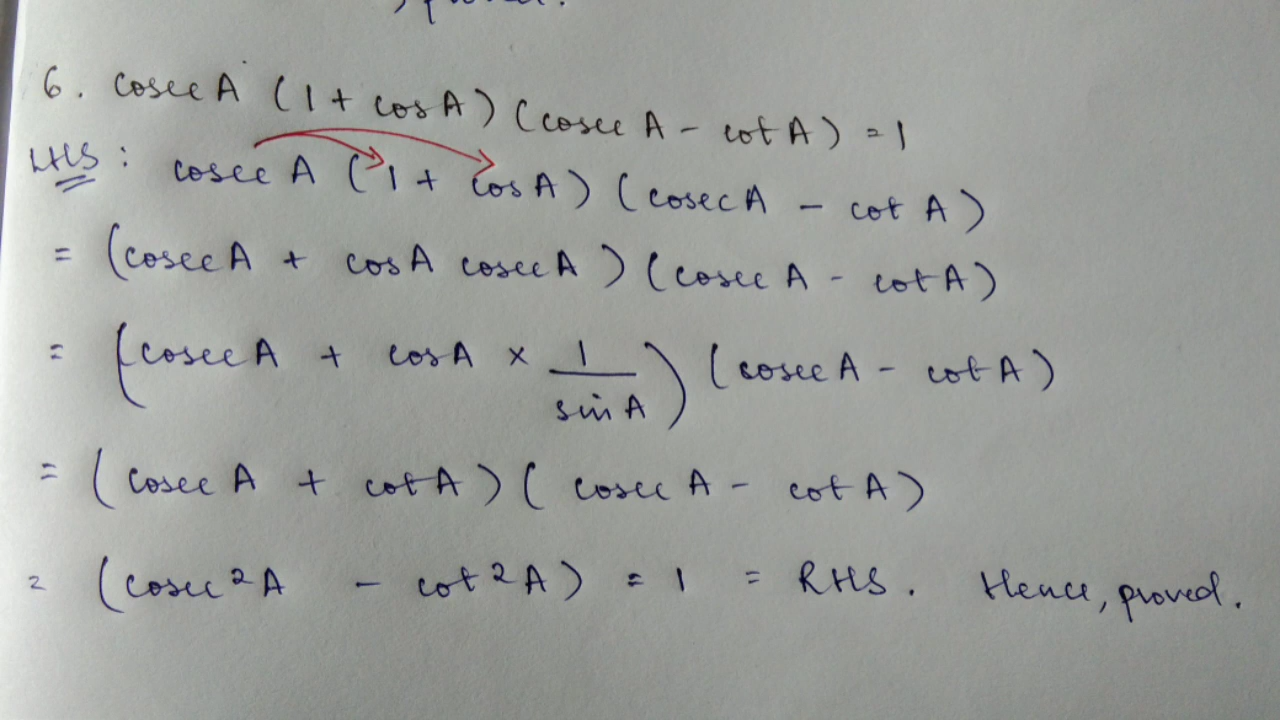 , proved.
6. cosec A (1 + cos A) (cosec A - cot A) = 1
LHS : cosec A (1 + cos A) (cosec A - cot A)
= (cosec A + cos A cosec A) (cosec A - cot A)
= (cosec A + cos A × 1/sin A) (cosec A - cot A)
= (cosec A + cot A) (cosec A - cot A)
= (cosec²A - cot²A) = 1 = RHS. Hence, proved.